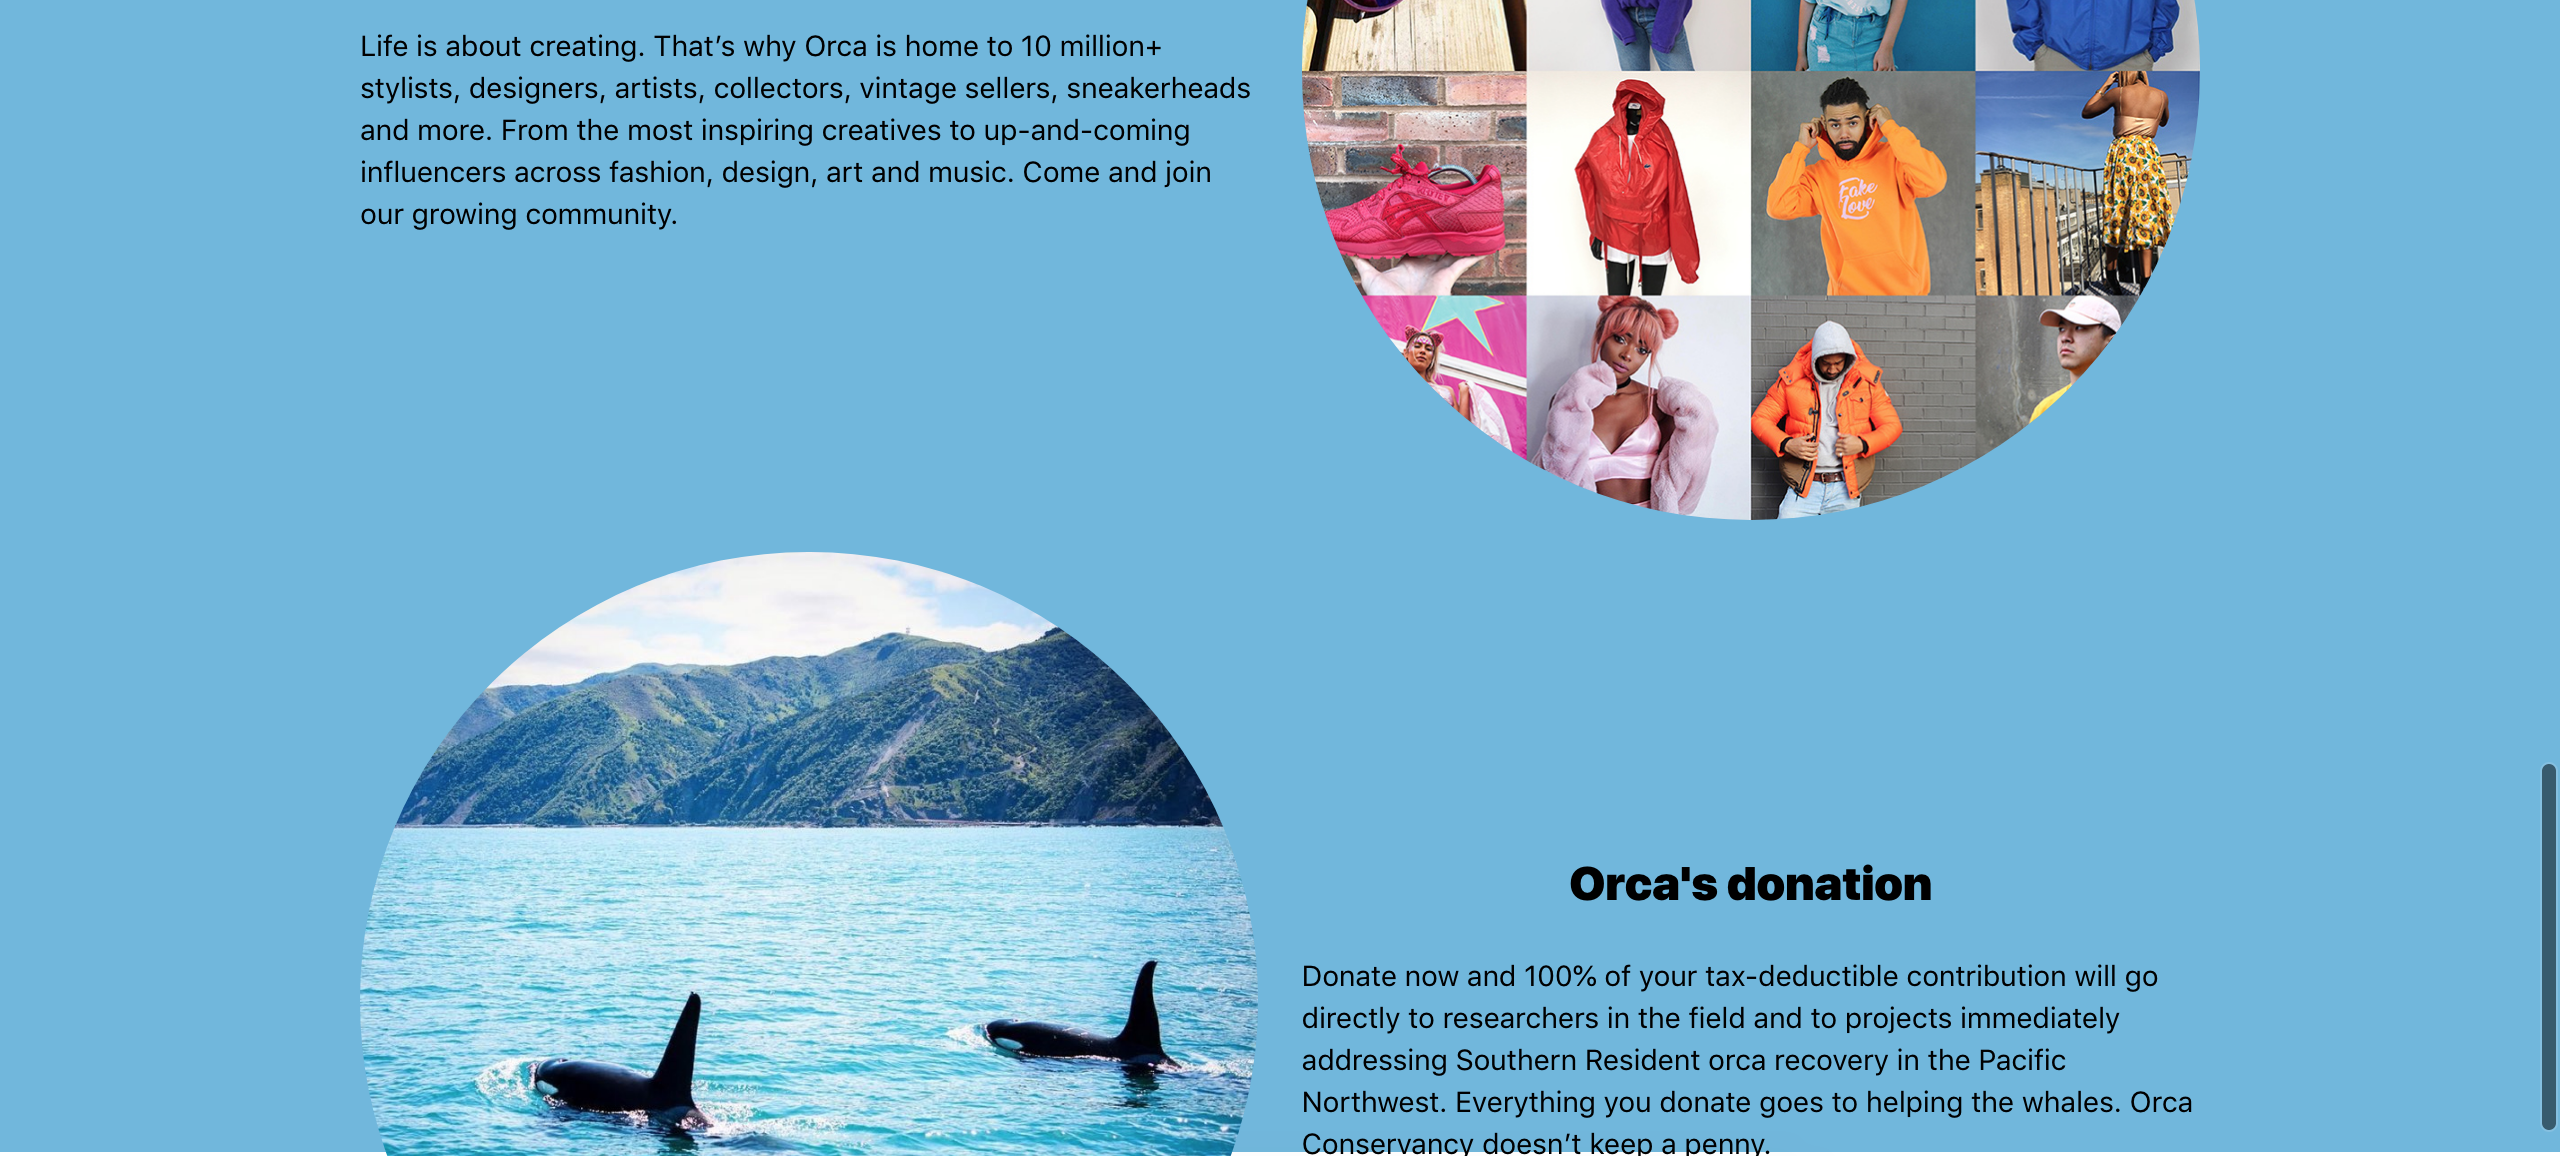 Life is about creating. That’s why Orca is home to 10 million+
stylists, designers, artists, collectors, vintage sellers, sneakerheads
and more. From the most inspiring creatives to up-and-coming
influencers across fashion, design, art and music. Come and join
our growing community.
Fake
Love
Orca's donation
Donate now and 100% of your tax-deductible contribution will go
directly to researchers in the field and to projects immediately
addressing Southern Resident orca recovery in the Pacific
Northwest. Everything you donate goes to helping the whales. Orca
Conservancy doesn’t keep a penny.